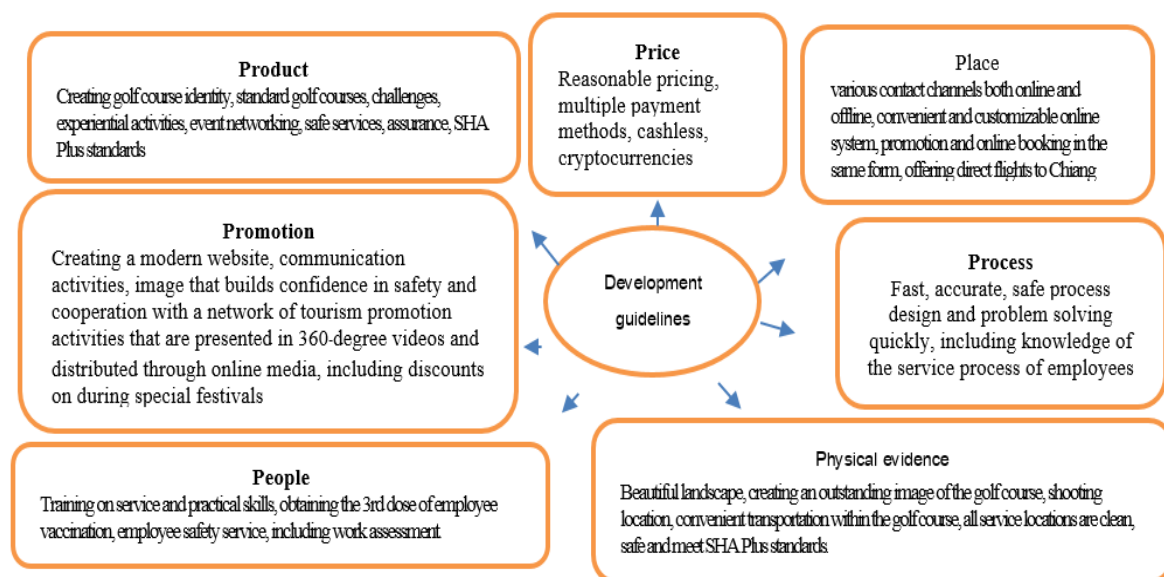 Product
Creating golf course identity, standard golf courses, challenges,
experiential activities, event networking, safe services, assurance, SHA
Plus standards
Price
Reasonable pricing,
multiple payment
methods, cashless,
cryptocurrencies
Place
various contact channels both online and
offline, convenient and customizable online
system, promotion and online booking in the
same form, offering direct flights to Chiang
Promotion
Creating a modern website, communication
activities, image that builds confidence in safety and
cooperation with a network of tourism promotion
activities that are presented in 360-degree videos and
distributed through online media, including discounts
on during special festivals
Development
guidelines
Process
Fast, accurate, safe process
design and problem solving
quickly, including knowledge of
the service process of employees
People
Training on service and practical skills, obtaining the 3rd dose of employee
vaccination, employee safety service, including work assessment
Physical evidence
Beautiful landscape, creating an outstanding image of the golf course, shooting
location, convenient transportation within the golf course, all service locations are clean,
safe and meet SHA Plus standards.